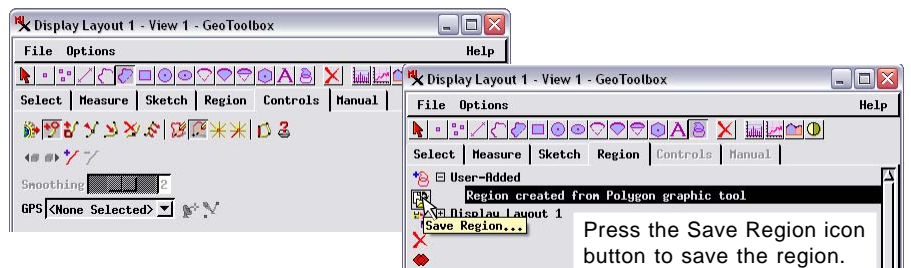 Display Layout 1 - View 1 - GeoToolbox
File Options Help
Select Measure Sketch Region Controls Manual
Smoothing 2
GPS <None Selected>
Display Layout 1 - View 1 - GeoToolbox
File Options Help
Select Measure Sketch Region Controls Manual
User-Added
Region created from Polygon graphic tool
Display Layout 1
Save Region...
Press the Save Region icon
button to save the region.